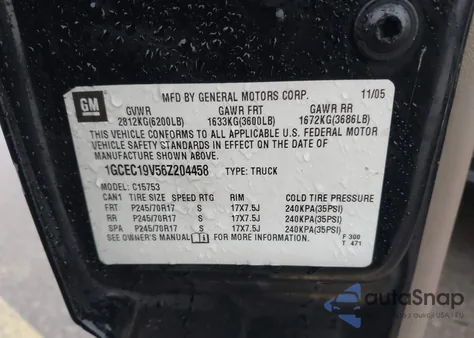 GM
MFD BY GENERAL MOTORS CORP. 11/05
GVWR GAWR FRT GAWR RR
2812KG(6200LB) 1633KG(3600LB) 1672KG(3686LB)
THIS VEHICLE CONFORMS TO ALL APPLICABLE U.S. FEDERAL MOTOR
VEHICLE SAFETY STANDARDS IN EFFECT ON THE DATE OF
MANUFACTURE SHOWN ABOVE.
1GCEC19V56Z204458 TYPE: TRUCK
MODEL: C15753
CAN1 TIRE SIZE SPEED RTG RIM COLD TIRE PRESSURE
FRT P245/70R17 S 17X7.5J 240KPA(35PSI)
RR P245/70R17 S 17X7.5J 240KPA(35PSI)
SPA P245/70R17 S 17X7.5J 240KPA(35PSI)
SEE OWNER'S MANUAL FOR MORE INFORMATION. F 300
T 471
autoSnap
z aukcji USA i EU